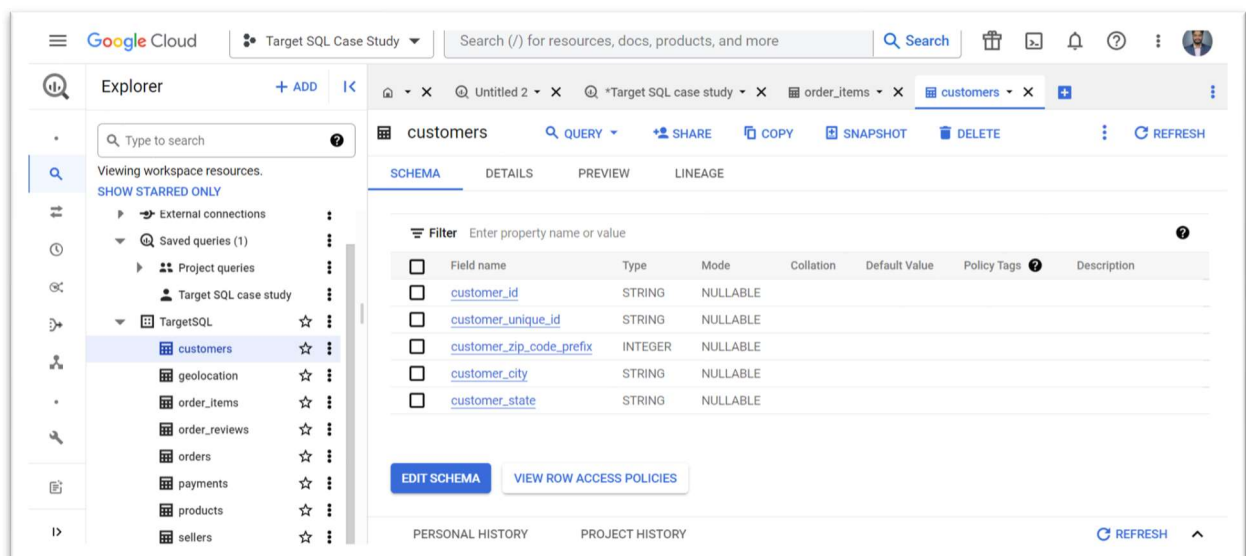 Google Cloud
Target SQL Case Study
Search (/) for resources, docs, products, and more
Search
Explorer
+ ADD
Untitled 2
*Target SQL case study
order_items
customers
Type to search
Viewing workspace resources.
SHOW STARRED ONLY
External connections
Saved queries (1)
Project queries
Target SQL case study
TargetSQL
customers
geolocation
order_items
order_reviews
orders
payments
products
sellers
customers
QUERY
SHARE
COPY
SNAPSHOT
DELETE
REFRESH
SCHEMA DETAILS PREVIEW LINEAGE
Filter Enter property name or value
Field name Type Mode Collation Default Value Policy Tags Description
customer_id STRING NULLABLE
customer_unique_id STRING NULLABLE
customer_zip_code_prefix INTEGER NULLABLE
customer_city STRING NULLABLE
customer_state STRING NULLABLE
EDIT SCHEMA
VIEW ROW ACCESS POLICIES
PERSONAL HISTORY PROJECT HISTORY REFRESH